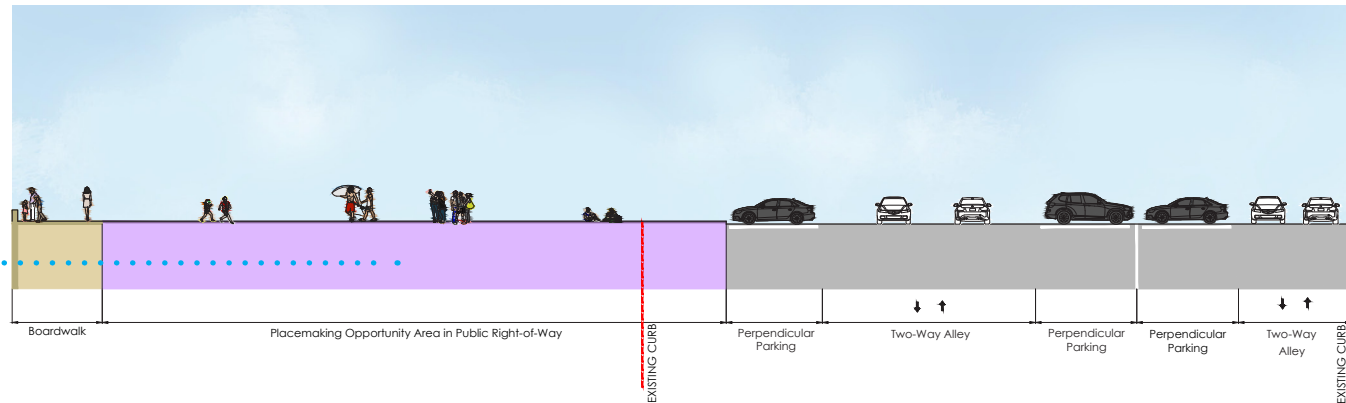 Boardwalk
Placemaking Opportunity Area in Public Right-of-Way
EXISTING CURB
Perpendicular
Parking
Two-Way Alley
Perpendicular
Parking
Perpendicular
Parking
Two-Way
Alley
EXISTING CURB